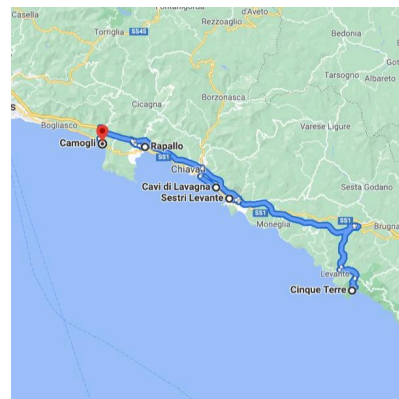 Casella
Fontanigorda
d'Aveto
Torriglia
SS45
Rezzoaglio
Bedonia
Tarsogno
Albareto
Cicagna
Borzonasca
Bogliasco
Camogli
Rapallo
Varese Ligure
SS1
Chiavari
Cavi di Lavagna
Sestri Levante
Sesta Godano
SS1
Moneglia
SS1
Brugna
Levanto
Cinque Terre